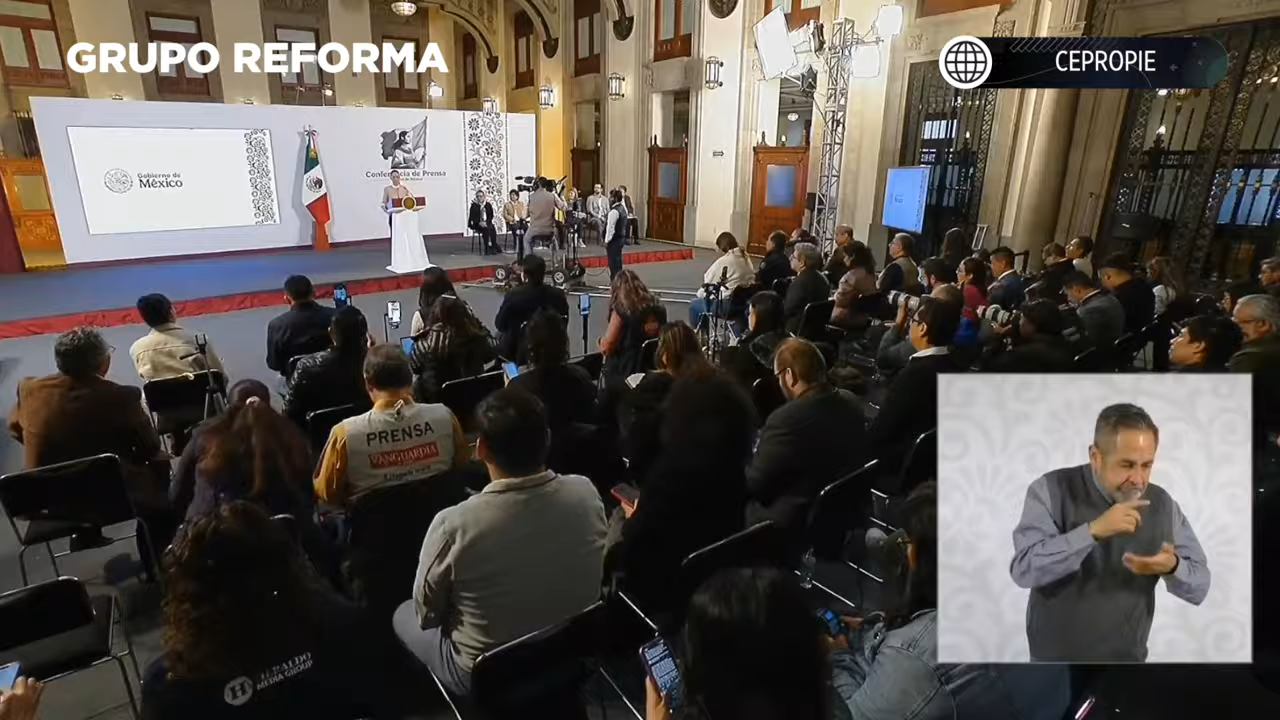 GRUPO REFORMA
CEPROPIE
Gobierno de
México
Conferencia de Prensa
PRENSA
VANGUARDIA
HERALDO
MEDIA GROUP